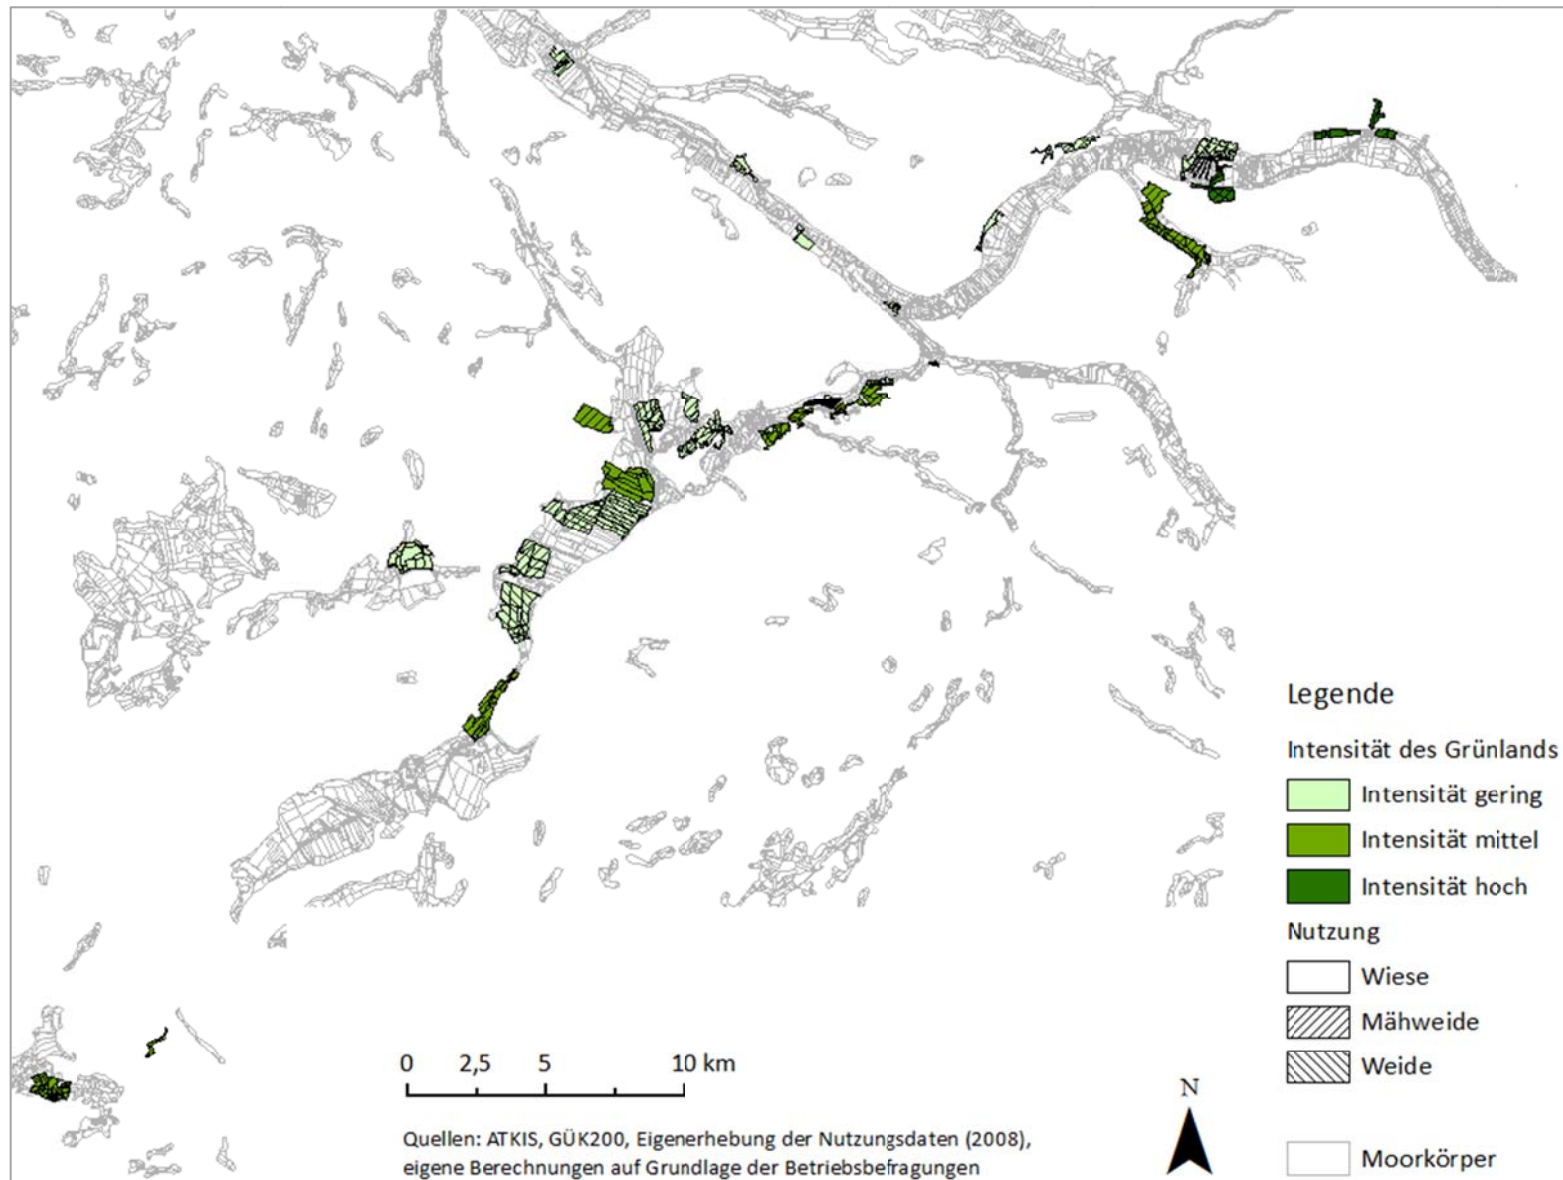 Legende
Intensität des Grünlands
Intensität gering
Intensität mittel
Intensität hoch
Nutzung
Wiese
Mähweide
Weide
Moorkörper
0 2,5 5 10 km
N
Quellen: ATKIS, GÜK200, Eigenerhebung der Nutzungsdaten (2008),
eigene Berechnungen auf Grundlage der Betriebsbefragungen